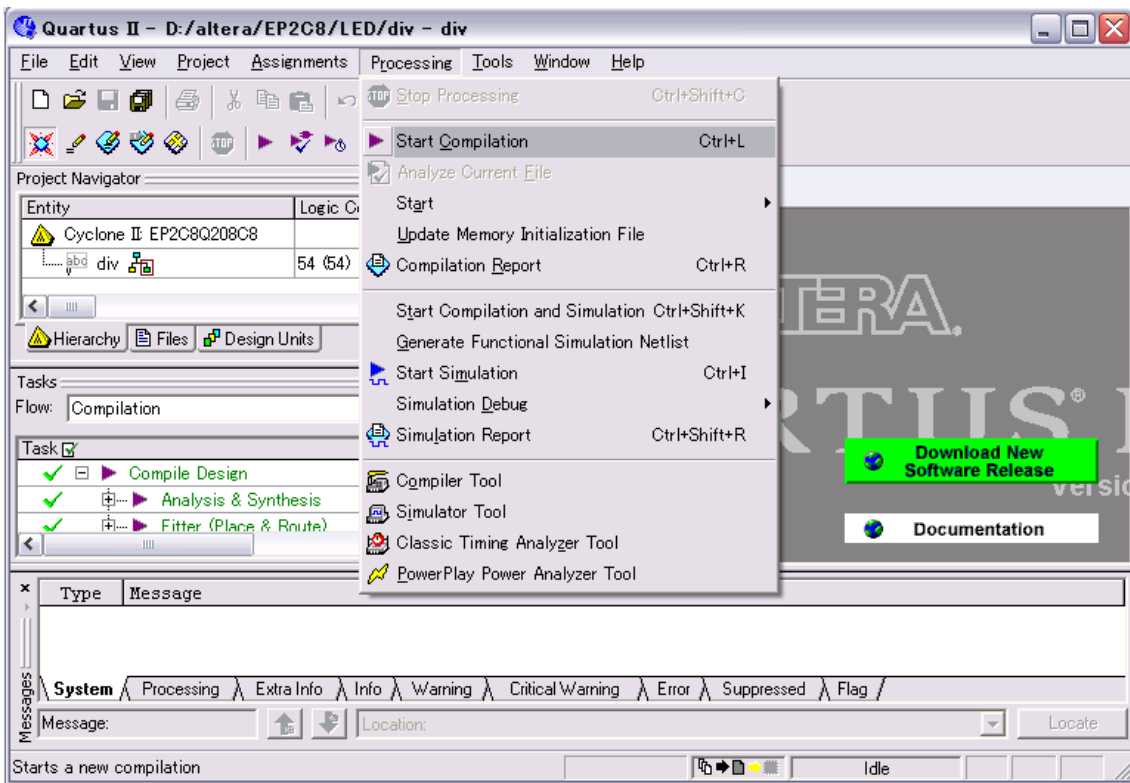 Quartus II - D:/altera/EP2C8/LED/div - div
File Edit View Project Assignments Processing Tools Window Help
Stop Processing Ctrl+Shift+C
STOP
Start Compilation Ctrl+L
Project Navigator
Analyze Current File
Entity Logic C
Start
Cyclone II: EP2C8Q208C8
Update Memory Initialization File
abc div 54 (54)
Compilation Report Ctrl+R
Start Compilation and Simulation Ctrl+Shift+K
Hierarchy Files Design Units
Generate Functional Simulation Netlist
Tasks
Start Simulation Ctrl+I
Flow: Compilation
Simulation Debug
Simulation Report Ctrl+Shift+R
Task
Compile Design
Compiler Tool
Analysis & Synthesis
Simulator Tool
Fitter (Place & Route)
Classic Timing Analyzer Tool
PowerPlay Power Analyzer Tool
TERA.
RTUS®
Download New
Software Release
Versio
Documentation
Type Message
System Processing Extra Info Info Warning Critical Warning Error Suppressed Flag
Messages
Message: Location: Locate
Starts a new compilation Idle